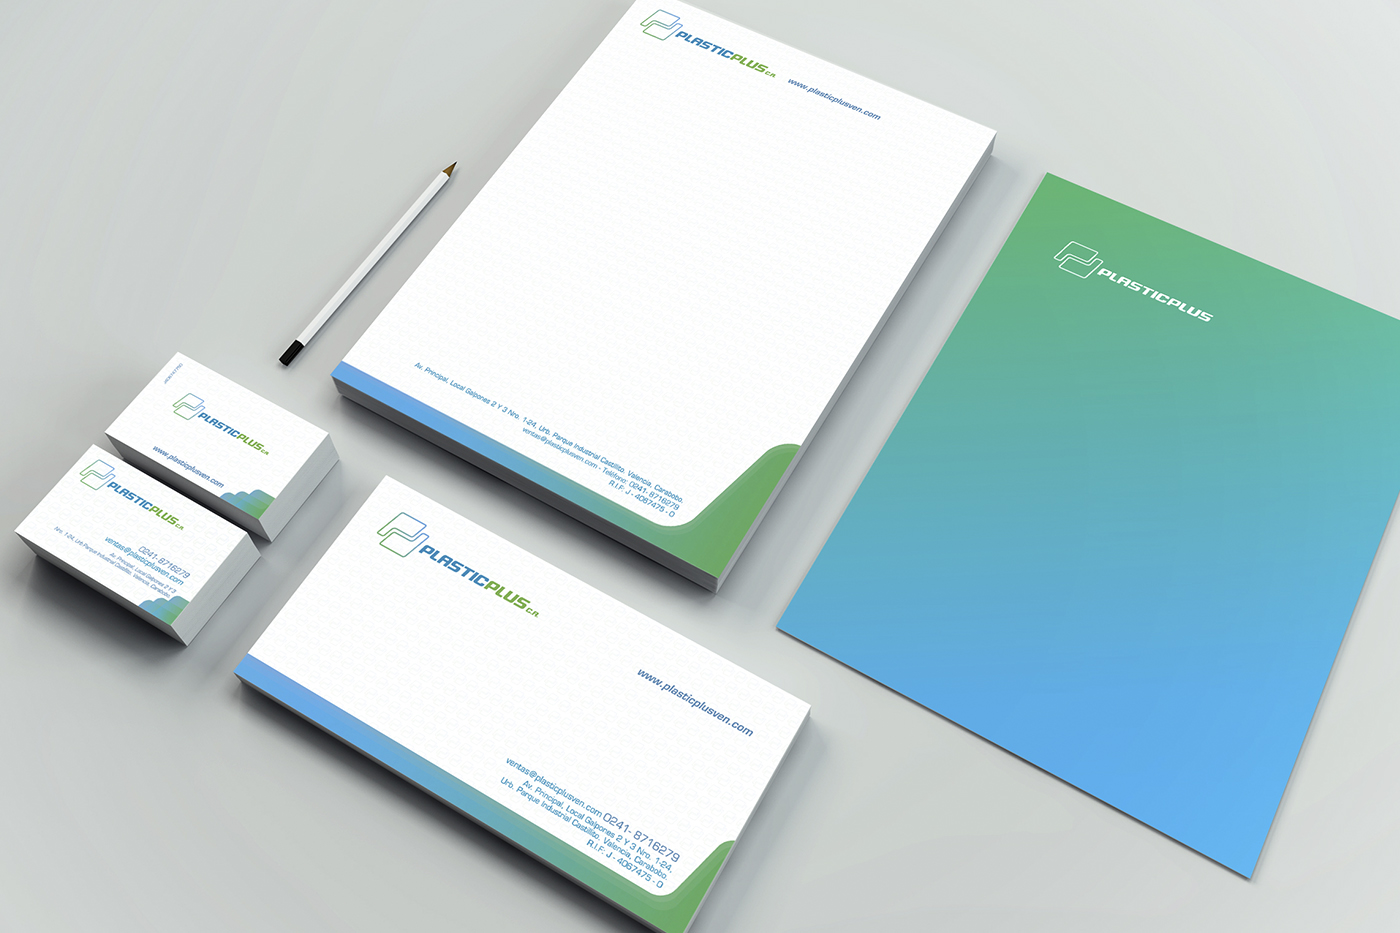 PLASTICPLUS C.A.
www.plasticplusven.com
Av. Principal, Local Galpones 2 Y 3 Nro. 1-24, Urb. Parque Industrial Castillito. Valencia, Carabobo.
ventas@plasticplusven.com - Teléfono: 0241- 8716279
R.I.F: J - 4067475 - 0
PLASTICPLUS
PLASTICPLUS C.A.
www.plasticplusven.com
PLASTICPLUS C.A.
0241- 8716279
ventas@plasticplusven.com
Av. Principal, Local Galpones 2 Y 3
Nro. 1-24, Urb Parque Industrial Castillito. Valencia, Carabobo.
PLASTICPLUS C.A.
www.plasticplusven.com
ventas@plasticplusven.com 0241- 8716279
Av. Principal, Local Galpones 2 Y 3 Nro. 1-24,
Urb. Parque Industrial Castillito. Valencia, Carabobo.
R.I.F: J - 4067475 - 0